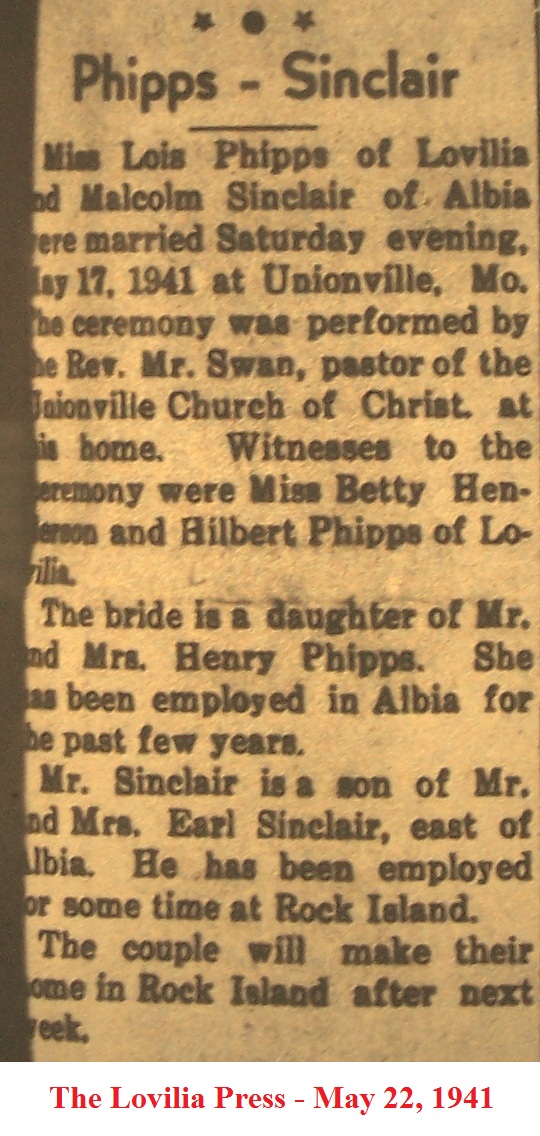 Phipps - Sinclair
Miss Lois Phipps of Lovilia
nd Malcolm Sinclair of Albia
ere married Saturday evening,
ay 17, 1941 at Unionville, Mo.
he ceremony was performed by
he Rev. Mr. Swan, pastor of the
Unionville Church of Christ. at
is home. Witnesses to the
eremony were Miss Betty Hen-
derson and Hilbert Phipps of Lo-
vilia.
The bride is a daughter of Mr.
nd Mrs. Henry Phipps. She
as been employed in Albia for
he past few years.
Mr. Sinclair is a son of Mr.
nd Mrs. Earl Sinclair, east of
lbia. He has been employed
or some time at Rock Island.
The couple will make their
ome in Rock Island after next
week.
The Lovilia Press - May 22, 1941